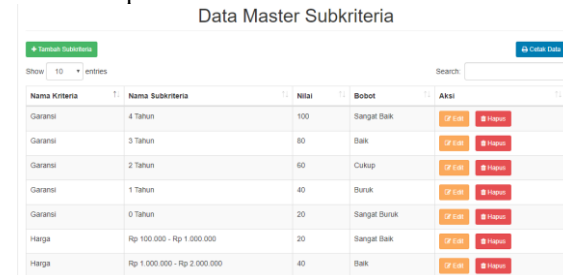 Data Master Subkriteria
+ Tambah Subkriteria
Cetak Data
Show 10 entries
Search:
Nama Kriteria Nama Subkriteria Nilai Bobot Aksi
Garansi 4 Tahun 100 Sangat Baik Edit Hapus
Garansi 3 Tahun 80 Baik Edit Hapus
Garansi 2 Tahun 60 Cukup Edit Hapus
Garansi 1 Tahun 40 Buruk Edit Hapus
Garansi 0 Tahun 20 Sangat Buruk Edit Hapus
Harga Rp 100.000 - Rp 1.000.000 20 Sangat Baik Edit Hapus
Harga Rp 1.000.000 - Rp 2.000.000 40 Baik Edit Hapus